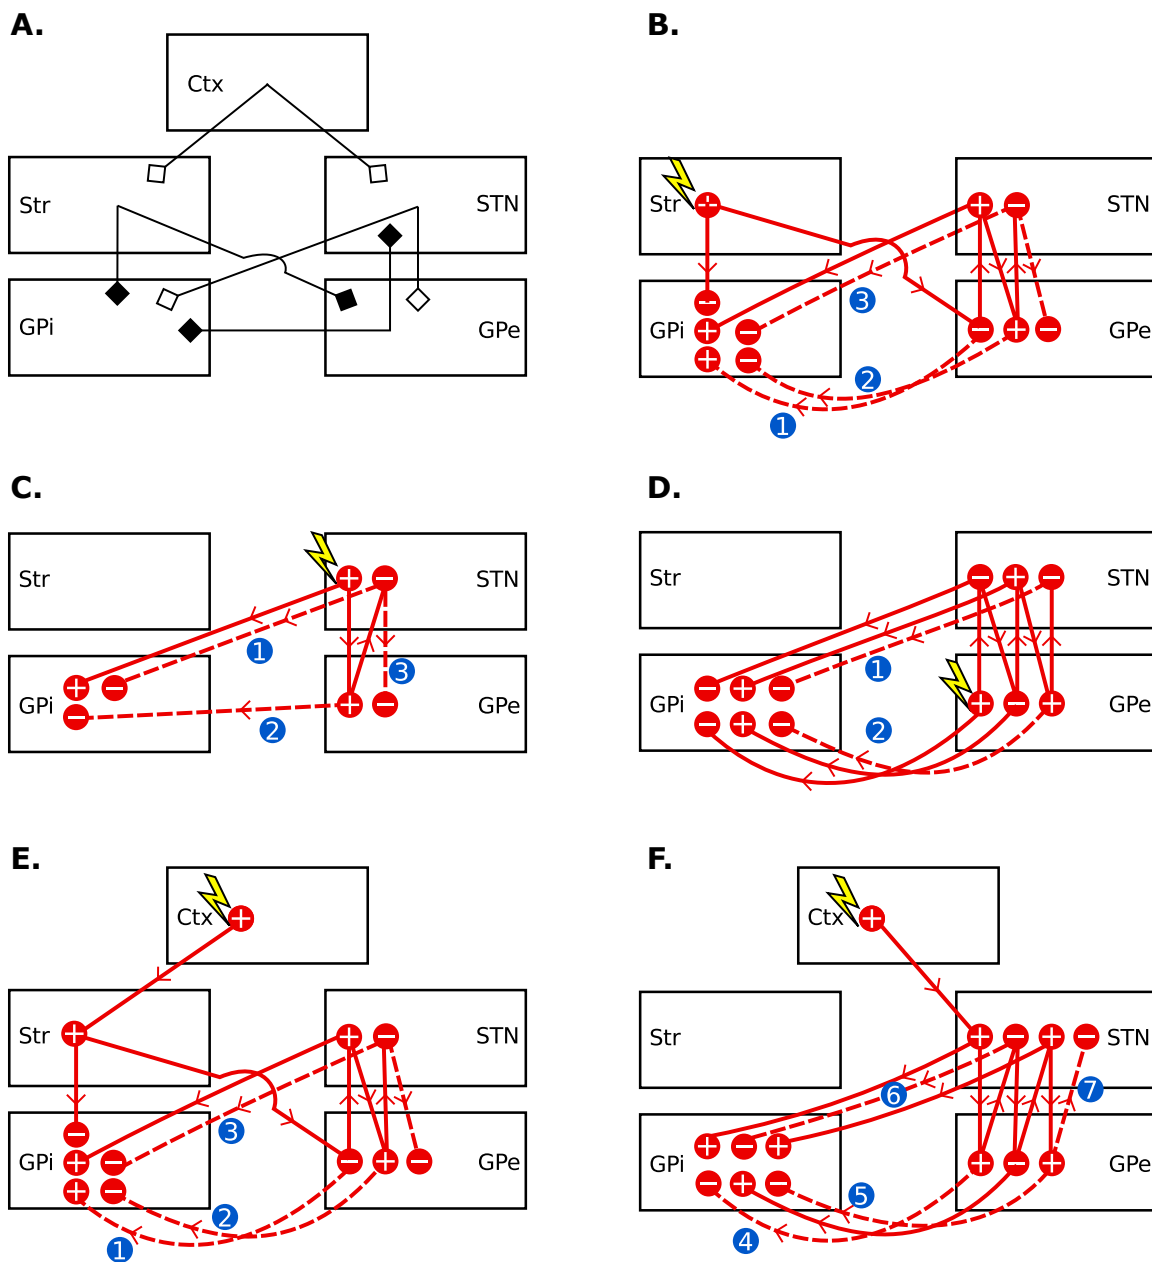 A.
Ctx
Str
STN
GPi
GPe
B.
Str
STN
GPi
GPe
3
2
1
C.
Str
STN
GPi
GPe
1
3
2
D.
Str
STN
GPi
GPe
1
2
E.
Ctx
Str
STN
GPi
GPe
3
2
1
F.
Ctx
Str
STN
GPi
GPe
6
7
5
4